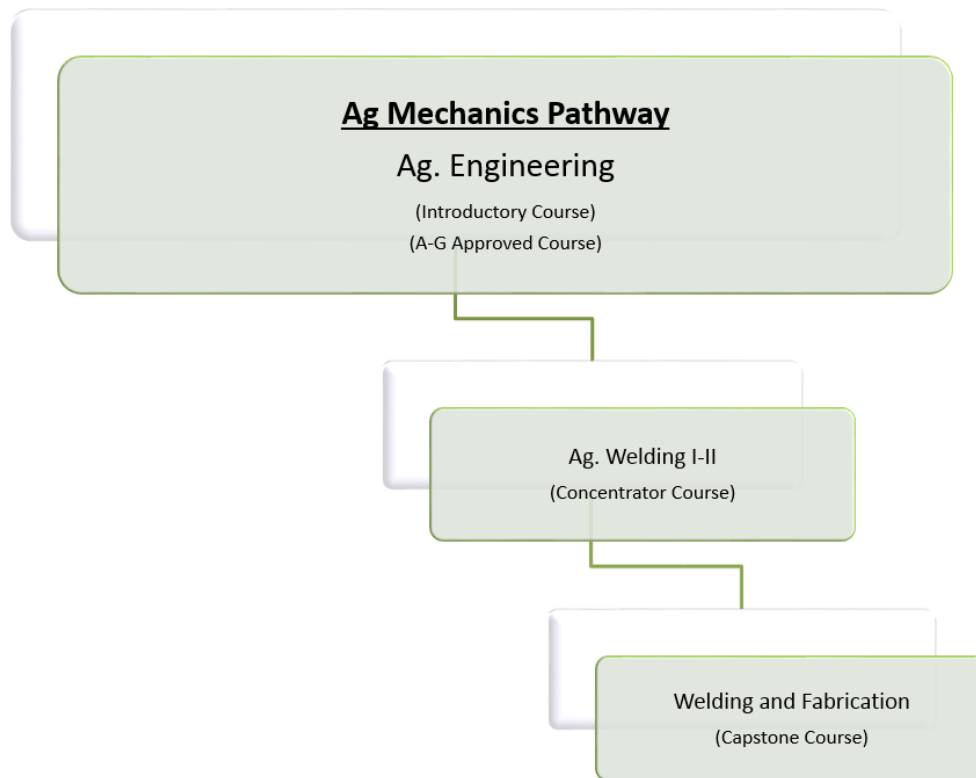 Ag Mechanics Pathway
Ag. Engineering
(Introductory Course)
(A-G Approved Course)
Ag. Welding I-II
(Concentrator Course)
Welding and Fabrication
(Capstone Course)